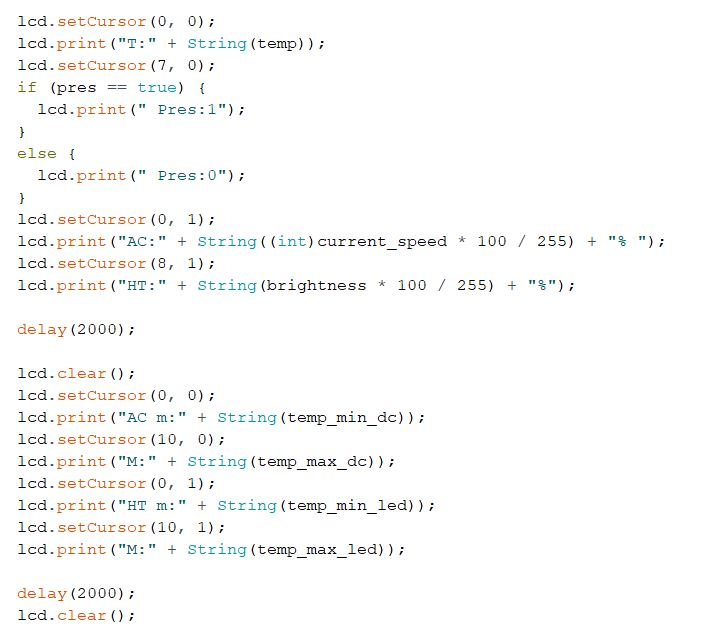 lcd.setCursor(0, 0);
lcd.print("T:" + String(temp));
lcd.setCursor(7, 0);
if (pres == true) {
  lcd.print(" Pres:1");
}
else {
  lcd.print(" Pres:0");
}
lcd.setCursor(0, 1);
lcd.print("AC:" + String((int)current_speed * 100 / 255) + "% ");
lcd.setCursor(8, 1);
lcd.print("HT:" + String(brightness * 100 / 255) + "%");

delay(2000);

lcd.clear();
lcd.setCursor(0, 0);
lcd.print("AC m:" + String(temp_min_dc));
lcd.setCursor(10, 0);
lcd.print("M:" + String(temp_max_dc));
lcd.setCursor(0, 1);
lcd.print("HT m:" + String(temp_min_led));
lcd.setCursor(10, 1);
lcd.print("M:" + String(temp_max_led));

delay(2000);
lcd.clear();